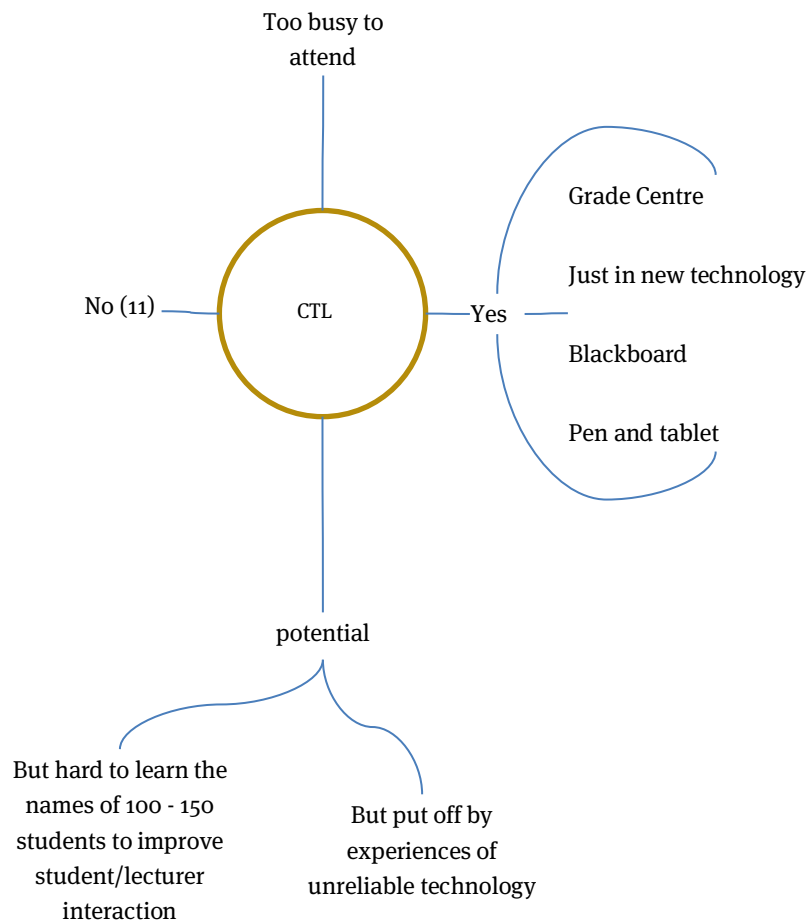 Too busy to
attend
Grade Centre
Just in new technology
No (11)
CTL
Yes
Blackboard
Pen and tablet
potential
But hard to learn the
names of 100 - 150
students to improve
student/lecturer
interaction
But put off by
experiences of
unreliable technology